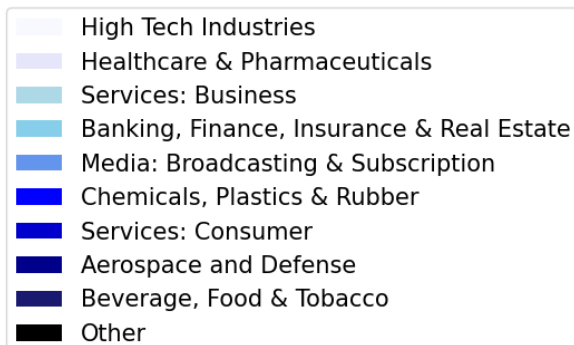 High Tech Industries
Healthcare & Pharmaceuticals
Services: Business
Banking, Finance, Insurance & Real Estate
Media: Broadcasting & Subscription
Chemicals, Plastics & Rubber
Services: Consumer
Aerospace and Defense
Beverage, Food & Tobacco
Other